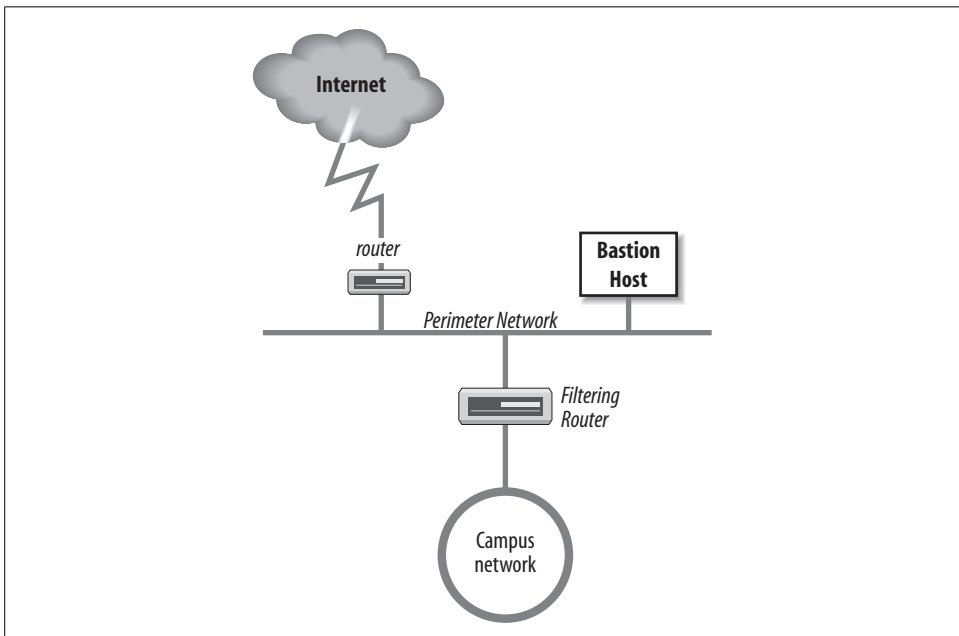 Internet
router
Bastion
Host
Perimeter Network
Filtering
Router
Campus
network